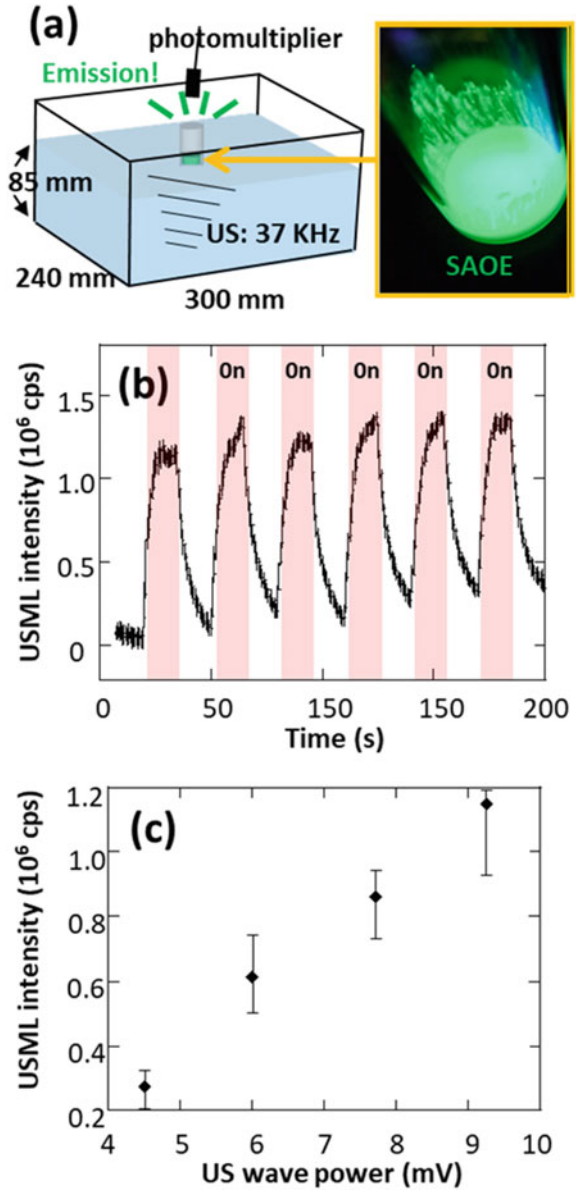 (a)
photomultiplier
Emission!
85 mm
US: 37 KHz
240 mm
300 mm
SAOE
(b)
On On On On On
USML intensity (10⁶ cps)
1.5
1.0
0.5
0
0 50 150 150 200
Time (s)
(c)
USML intensity (10⁶ cps)
1.2
1.0
0.8
0.6
0.4
0.2
4 5 6 7 8 9 10
US wave power (mV)